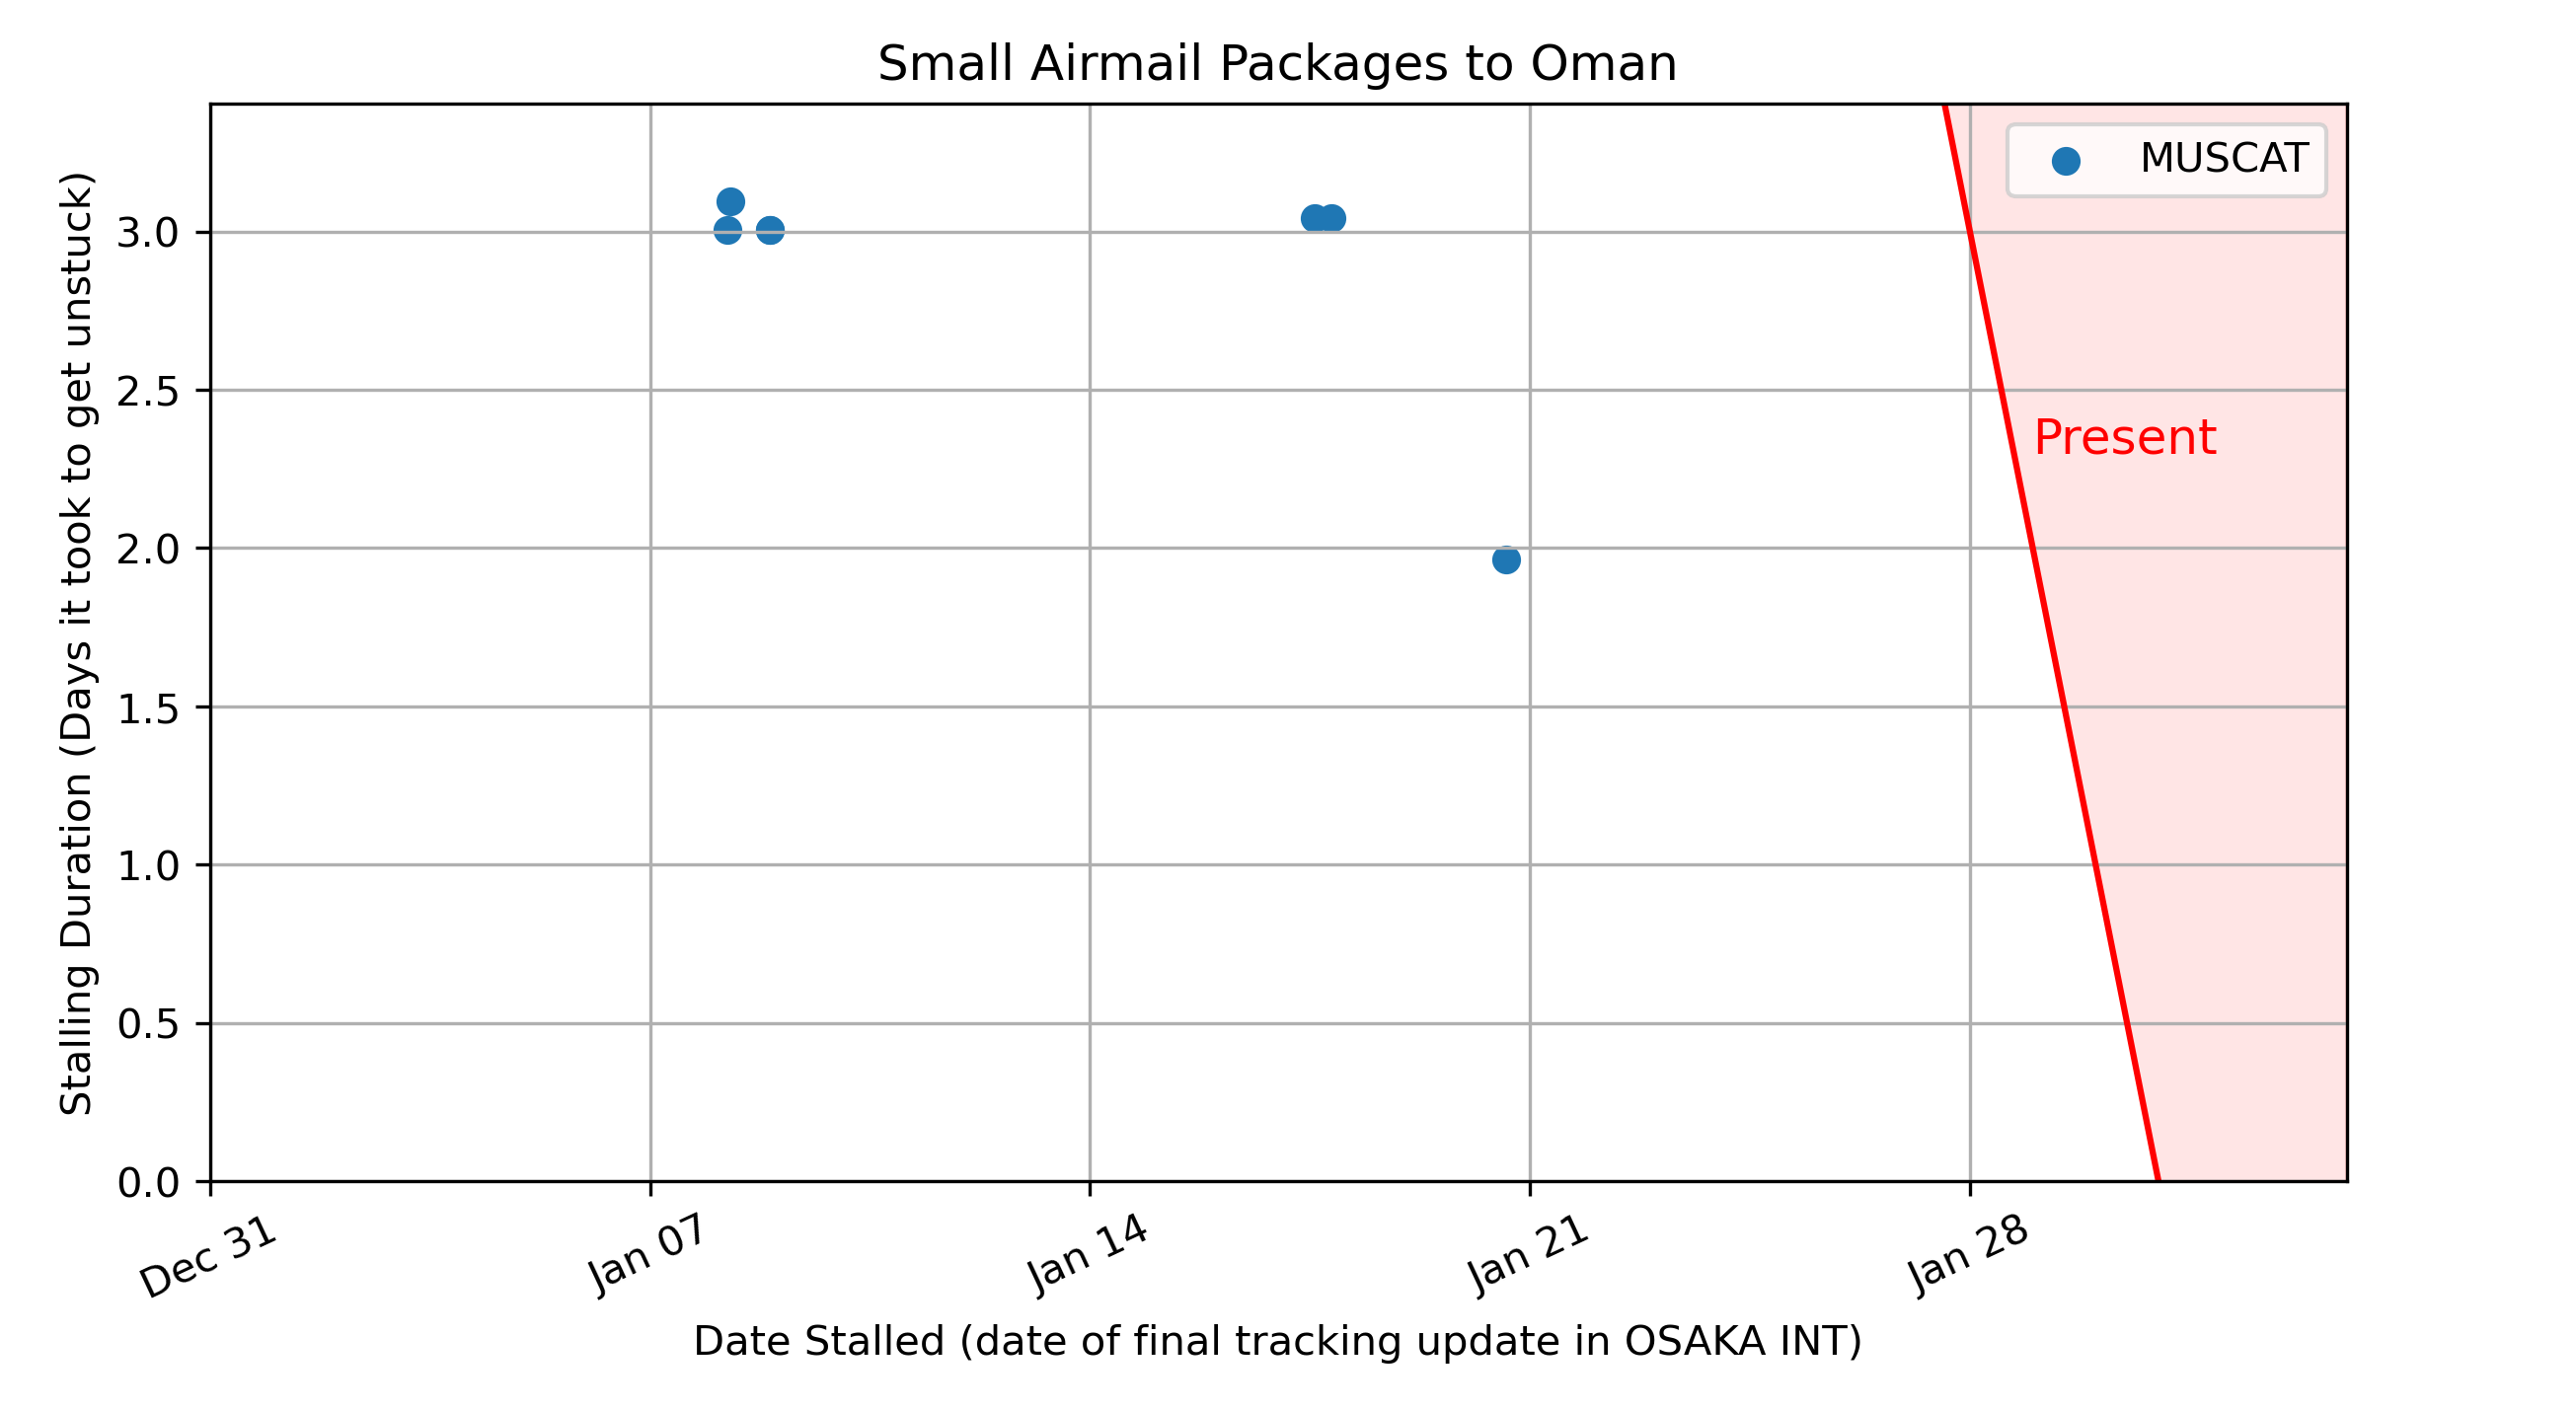 Small Airmail Packages to Oman
MUSCAT
Present
Stalling Duration (Days it took to get unstuck)
3.0
2.5
2.0
1.5
1.0
0.5
0.0
Dec 31
Jan 07
Jan 14
Jan 21
Jan 28
Date Stalled (date of final tracking update in OSAKA INT)